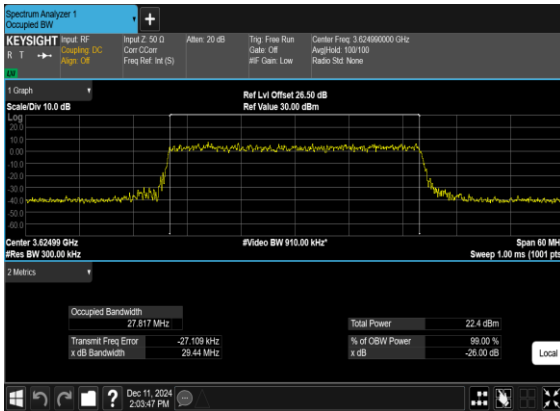 Spectrum Analyzer 1
Occupied BW
+
KEYSIGHT
R T
LXI
Input: RF
Coupling: DC
Align: Off
Input Z: 50 Ω
Corr CCorr
Freq Ref: Int (S)
Atten: 20 dB
Trig: Free Run
Gate: Off
#IF Gain: Low
Center Freq: 3.624990000 GHz
Avg|Hold: 100/100
Radio Std: None
1 Graph
Scale/Div 10.0 dB
Ref Lvl Offset 26.50 dB
Ref Value 30.00 dBm
Log
20.0
10.0
0.00
-10.0
-20.0
-30.0
-40.0
-50.0
-60.0
Center 3.62499 GHz
#Res BW 300.00 kHz
#Video BW 910.00 kHz*
Span 60 MH
Sweep 1.00 ms (1001 pts
2 Metrics
Occupied Bandwidth
27.817 MHz
Transmit Freq Error -27.109 kHz
x dB Bandwidth 29.44 MHz
Total Power 22.4 dBm
% of OBW Power 99.00 %
x dB -26.00 dB
Local
?
Dec 11, 2024
2:03:47 PM